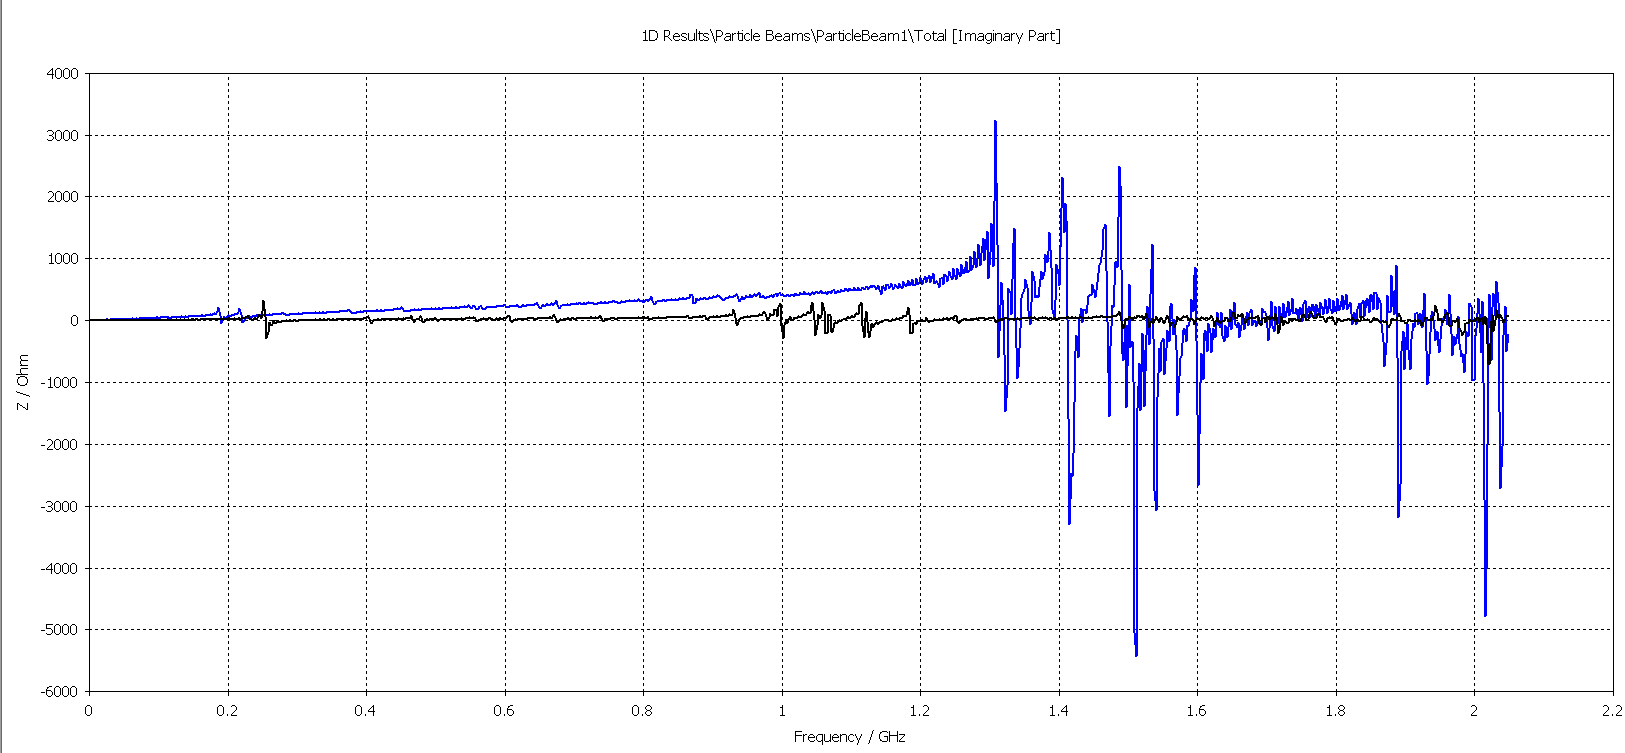 1D Results\Particle Beams\ParticleBeam1\Total [Imaginary Part]
4000
3000
2000
1000
0
-1000
-2000
-3000
-4000
-5000
-6000
Z / Ohm
0 0.2 0.4 0.6 0.8 1 1.2 1.4 1.6 1.8 2 2.2
Frequency / GHz